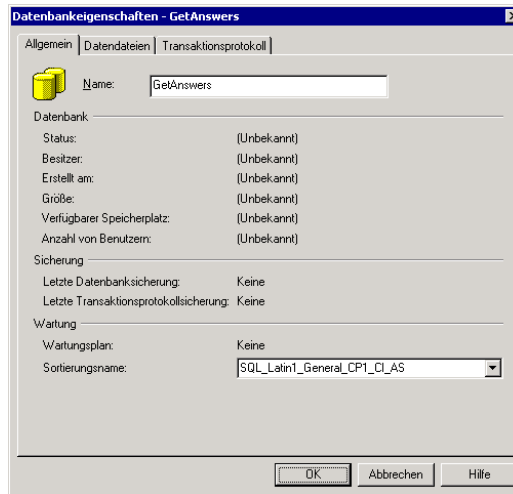 Datenbankeigenschaften - GetAnswers
Allgemein Datendateien Transaktionsprotokoll
Name: GetAnswers
Datenbank
Status: (Unbekannt)
Besitzer: (Unbekannt)
Erstellt am: (Unbekannt)
Größe: (Unbekannt)
Verfügbarer Speicherplatz: (Unbekannt)
Anzahl von Benutzern: (Unbekannt)
Sicherung
Letzte Datenbanksicherung: Keine
Letzte Transaktionsprotokollsicherung: Keine
Wartung
Wartungsplan: Keine
Sortierungsname: SQL_Latin1_General_CP1_CI_AS
OK Abbrechen Hilfe